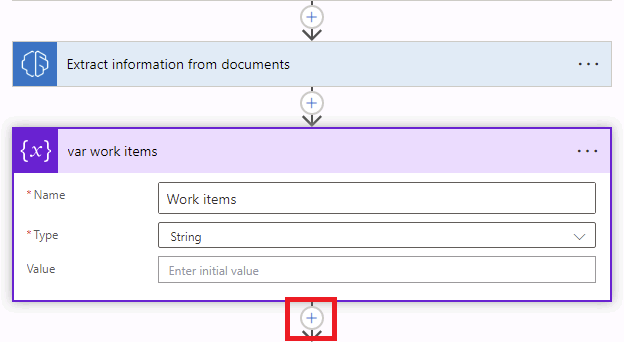 Extract information from documents
{x} var work items
* Name
Work items
* Type
String
Value
Enter initial value